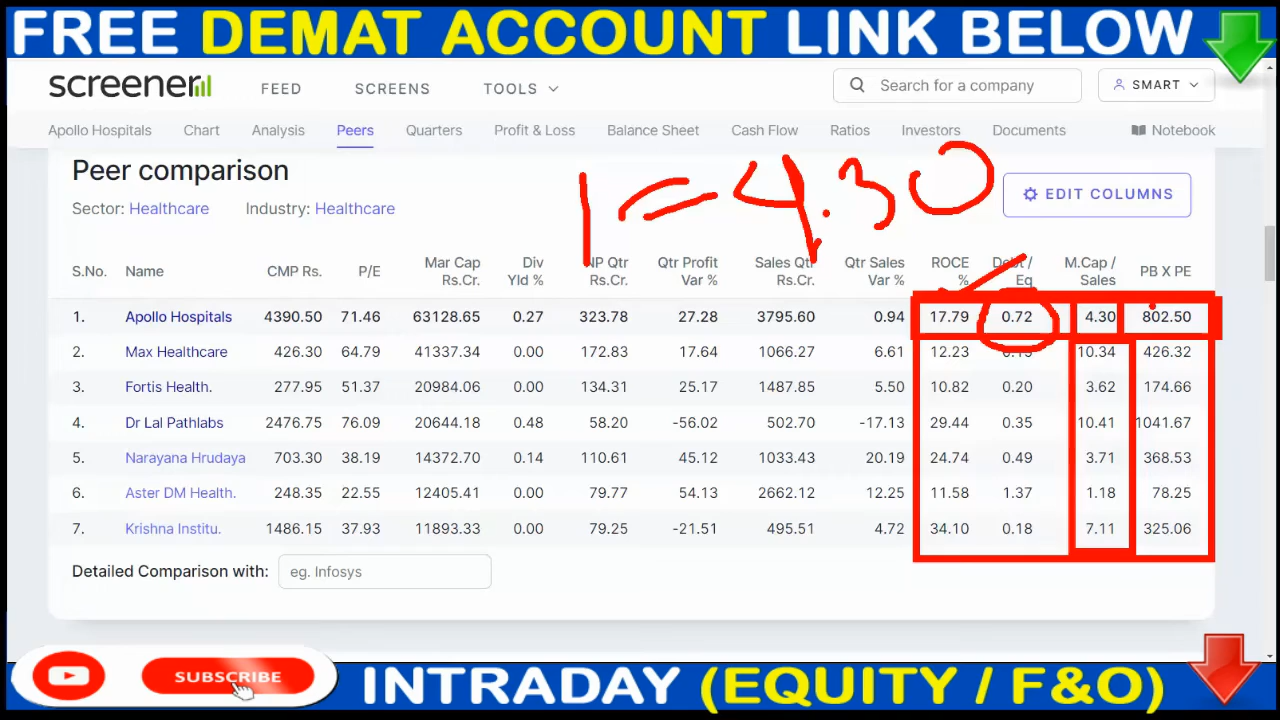 FREE DEMAT ACCOUNT LINK BELOW
screener FEED SCREENS TOOLS Search for a company SMART
Apollo Hospitals Chart Analysis Peers Quarters Profit & Loss Balance Sheet Cash Flow Ratios Investors Documents Notebook
Peer comparison
1 = 4.30
EDIT COLUMNS
Sector: Healthcare Industry: Healthcare
S.No. Name CMP Rs. P/E Mar Cap Rs.Cr. Div Yld % NP Qtr Rs.Cr. Qtr Profit Var % Sales Qtr Rs.Cr. Qtr Sales Var % ROCE % Debt / Eq M.Cap / Sales PB X PE
1. Apollo Hospitals 4390.50 71.46 63128.65 0.27 323.78 27.28 3795.60 0.94 17.79 0.72 4.30 802.50
2. Max Healthcare 426.30 64.79 41337.34 0.00 172.83 17.64 1066.27 6.61 12.23 10.34 426.32
3. Fortis Health. 277.95 51.37 20984.06 0.00 134.31 25.17 1487.85 5.50 10.82 0.20 3.62 174.66
4. Dr Lal Pathlabs 2476.75 76.09 20644.18 0.48 58.20 -56.02 502.70 -17.13 29.44 0.35 10.41 1041.67
5. Narayana Hrudaya 703.30 38.19 14372.70 0.14 110.61 45.12 1033.43 20.19 24.74 0.49 3.71 368.53
6. Aster DM Health. 248.35 22.55 12405.41 0.00 79.77 54.13 2662.12 12.25 11.58 1.37 1.18 78.25
7. Krishna Institu. 1486.15 37.93 11893.33 0.00 79.25 -21.51 495.51 4.72 34.10 0.18 7.11 325.06
Detailed Comparison with: eg. Infosys
SUBSCRIBE
INTRADAY (EQUITY / F&O)